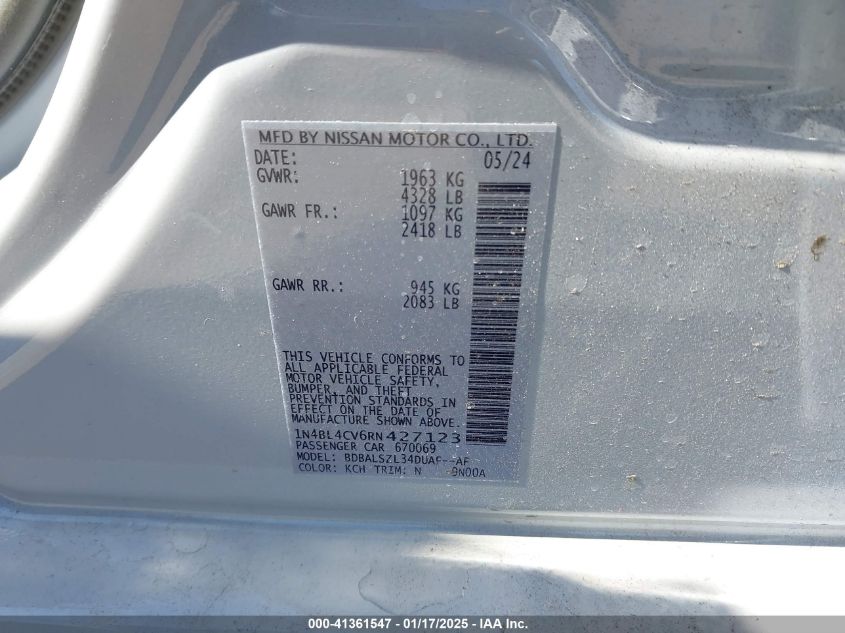 MFD BY NISSAN MOTOR CO., LTD.
DATE: 05/24
GVWR: 1963 KG
4328 LB
GAWR FR.: 1097 KG
2418 LB
GAWR RR.: 945 KG
2083 LB
THIS VEHICLE CONFORMS TO
ALL APPLICABLE FEDERAL
MOTOR VEHICLE SAFETY,
BUMPER, AND THEFT
PREVENTION STANDARDS IN
EFFECT ON THE DATE OF
MANUFACTURE SHOWN ABOVE.
1N4BL4CV6RN427123
PASSENGER CAR 670069
MODEL: BDBALSZL34DUAF--AF
COLOR: KCH TRIM: N 9N00A
000-41361547 — 01/17/2025 — IAA Inc.